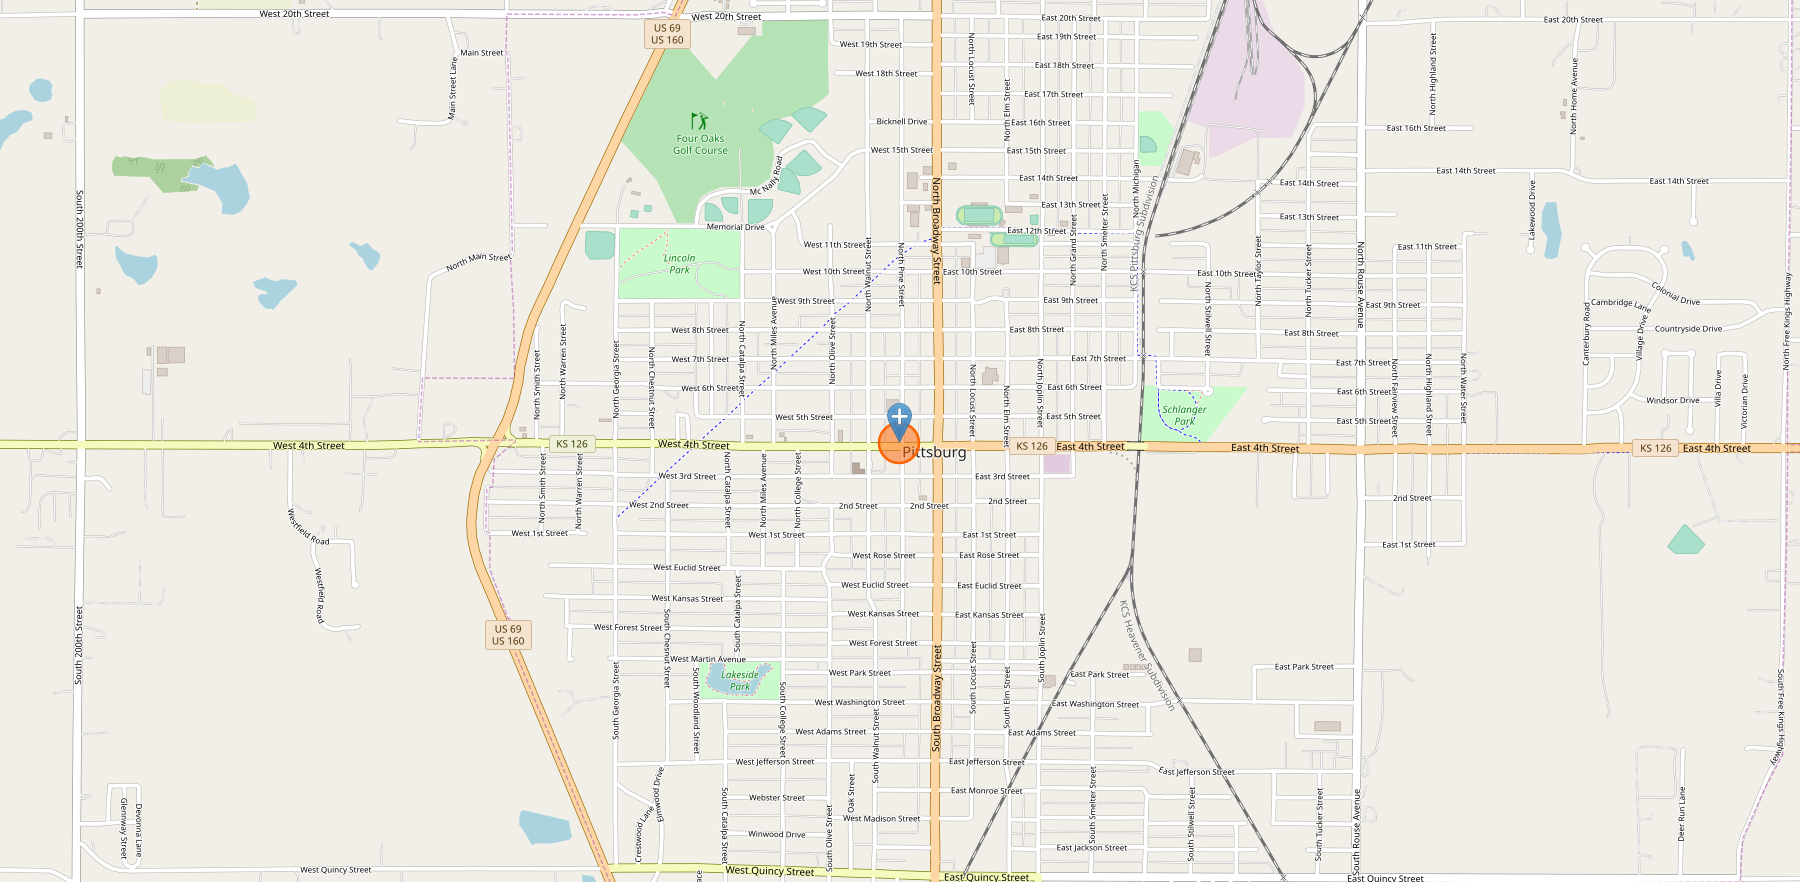 West 20th Street
West 20th Street
East 20th Street
East 20th Street
US 69
US 160
Main Street
Main Street Lane
West 19th Street
East 19th Street
North Locust Street
North Highland Street
West 18th Street
East 18th Street
North Home Avenue
East 17th Street
North Elm Street
Four Oaks
Golf Course
Bicknell Drive
East 16th Street
East 16th Street
West 15th Street
East 15th Street
Mc Nally Road
North Michigan
KCS Pittsburg Subdivision
East 14th Street
East 14th Street
East 14th Street
East 14th Street
South 200th Street
North Broadway Street
East 13th Street
East 13th Street
North Smelter Street
North Grand Street
Lakewood Drive
Memorial Drive
East 12th Street
West 11th Street
East 11th Street
North Main Street
Lincoln
Park
North Walnut Street
North Pine Street
West 10th Street
East 10th Street
East 10th Street
North Taylor Street
North Tucker Street
North Rouse Avenue
Colonial Drive
Cambridge Lane
Countryside Drive
Village Drive
Canterbury Road
North Free Kings Highway
West 9th Street
East 9th Street
East 9th Street
North Stilwell Street
West 8th Street
East 8th Street
East 8th Street
North Smith Street
North Warren Street
North Georgia Street
North Chestnut Street
North Catalpa Street
North Miles Avenue
North Olive Street
West 7th Street
East 7th Street
East 7th Street
North Locust Street
North Elm Street
North Joplin Street
North Fairview Street
North Highland Street
North Water Street
Villa Drive
Victorian Drive
West 6th Street
East 6th Street
East 6th Street
Windsor Drive
Schlanger
Park
West 5th Street
East 5th Street
East 5th Street
West 4th Street
KS 126
West 4th Street
Pittsburg
KS 126
East 4th Street
East 4th Street
KS 126
East 4th Street
North Smith Street
North Warren Street
North Catalpa Street
North Miles Avenue
North College Street
West 3rd Street
East 3rd Street
West 2nd Street
2nd Street
2nd Street
2nd Street
2nd Street
Westfield Road
Westfield Road
West 1st Street
West 1st Street
East 1st Street
East 1st Street
West Rose Street
East Rose Street
West Euclid Street
West Euclid Street
East Euclid Street
South Catalpa Street
West Kansas Street
West Kansas Street
East Kansas Street
South Chestnut Street
KCS Heavener Subdivision
US 69
US 160
West Forest Street
West Forest Street
South 200th Street
South Joplin Street
West Martin Avenue
Lakeside
Park
West Park Street
East Park Street
East Park Street
South Georgia Street
South Woodland Street
South College Street
South Walnut Street
South Broadway Street
South Locust Street
South Elm Street
South Free Kings Highway
West Washington Street
East Washington Street
West Adams Street
East Adams Street
West Jefferson Street
East Jefferson Street
East Jefferson Street
Elmwood Drive
Crestwood Lane
South Catalpa Street
South Olive Street
Oak Street
Webster Street
East Monroe Street
South Smelter Street
South Stilwell Street
South Tucker Street
South Rouse Avenue
Deer Run Lane
Glennway Street
Devonna Lane
West Madison Street
Winwood Drive
East Jackson Street
West Quincy Street
West Quincy Street
East Quincy Street
East Quincy Street